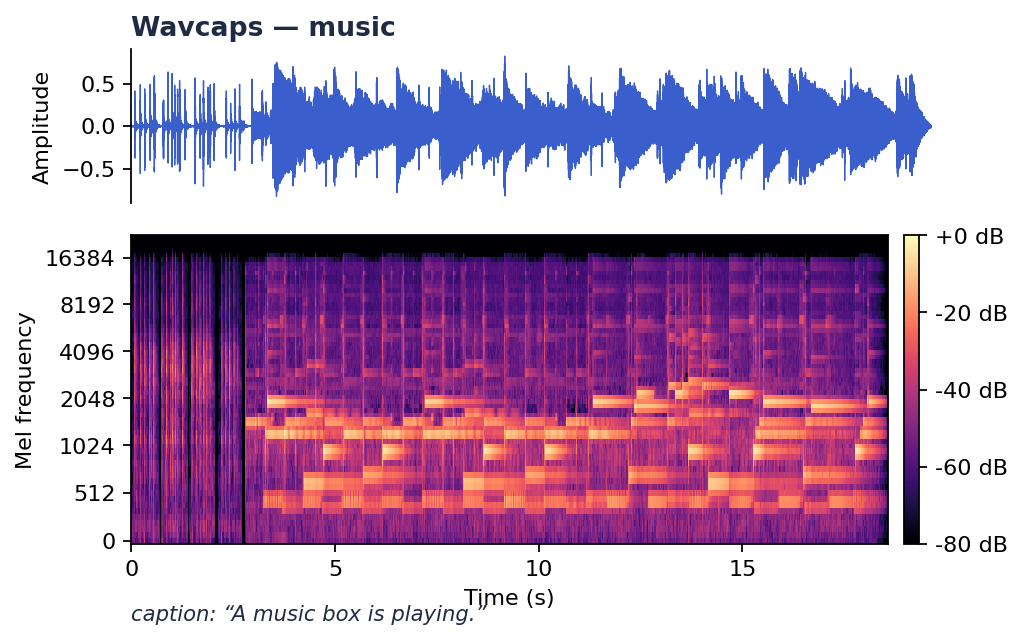 Wavcaps — music
Amplitude
0.5
0.0
−0.5
Mel frequency
16384
8192
4096
2048
1024
512
0
+0 dB
-20 dB
-40 dB
-60 dB
-80 dB
0 5 10 15
Time (s)
caption: “A music box is playing.”